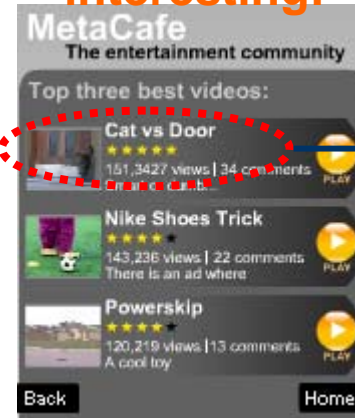 interesting!
MetaCafe
The entertainment community
Top three best videos:
Cat vs Door
151,3427 views | 34 comments
PLAY
Nike Shoes Trick
143,236 views | 22 comments
There is an ad where
PLAY
Powerskip
120,219 views | 13 comments
A cool toy
PLAY
Back
Home